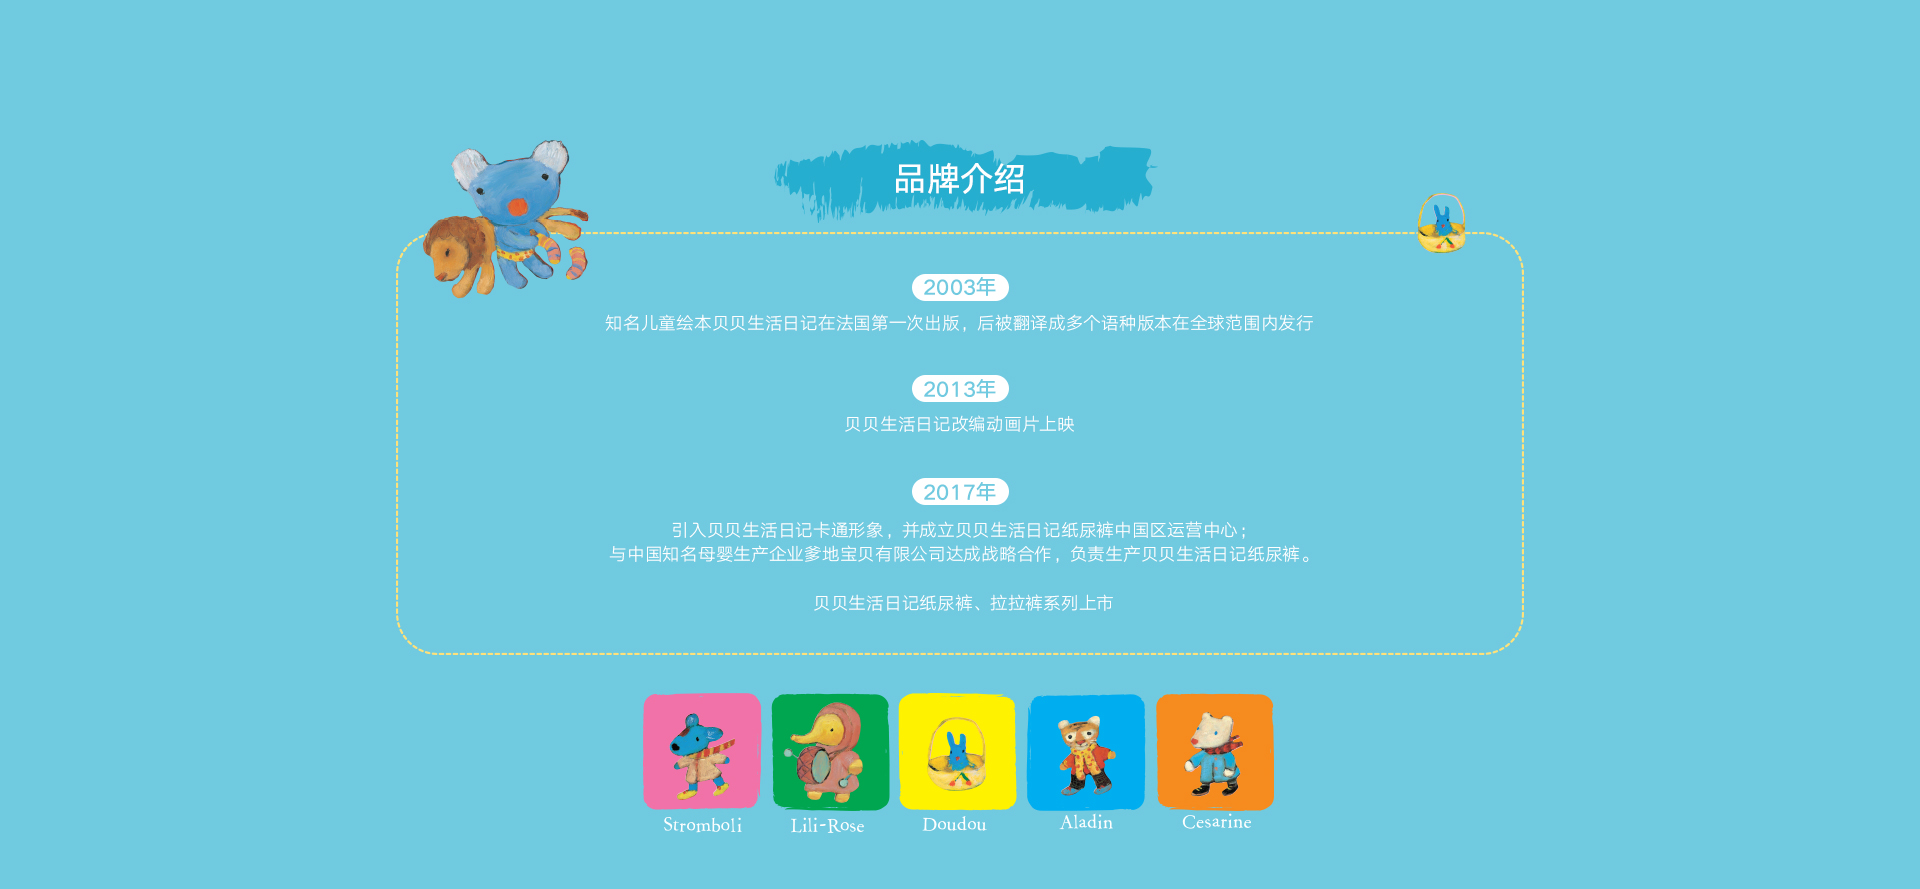 品牌介绍
2003年
知名儿童绘本贝贝生活日记在法国第一次出版，后被翻译成多个语种版本在全球范围内发行
2013年
贝贝生活日记改编动画片上映
2017年
引入贝贝生活日记卡通形象，并成立贝贝生活日记纸尿裤中国区运营中心；
与中国知名母婴生产企业爹地宝贝有限公司达成战略合作，负责生产贝贝生活日记纸尿裤。
贝贝生活日记纸尿裤、拉拉裤系列上市
Stromboli
Lili-Rose
Doudou
Aladin
Cesarine